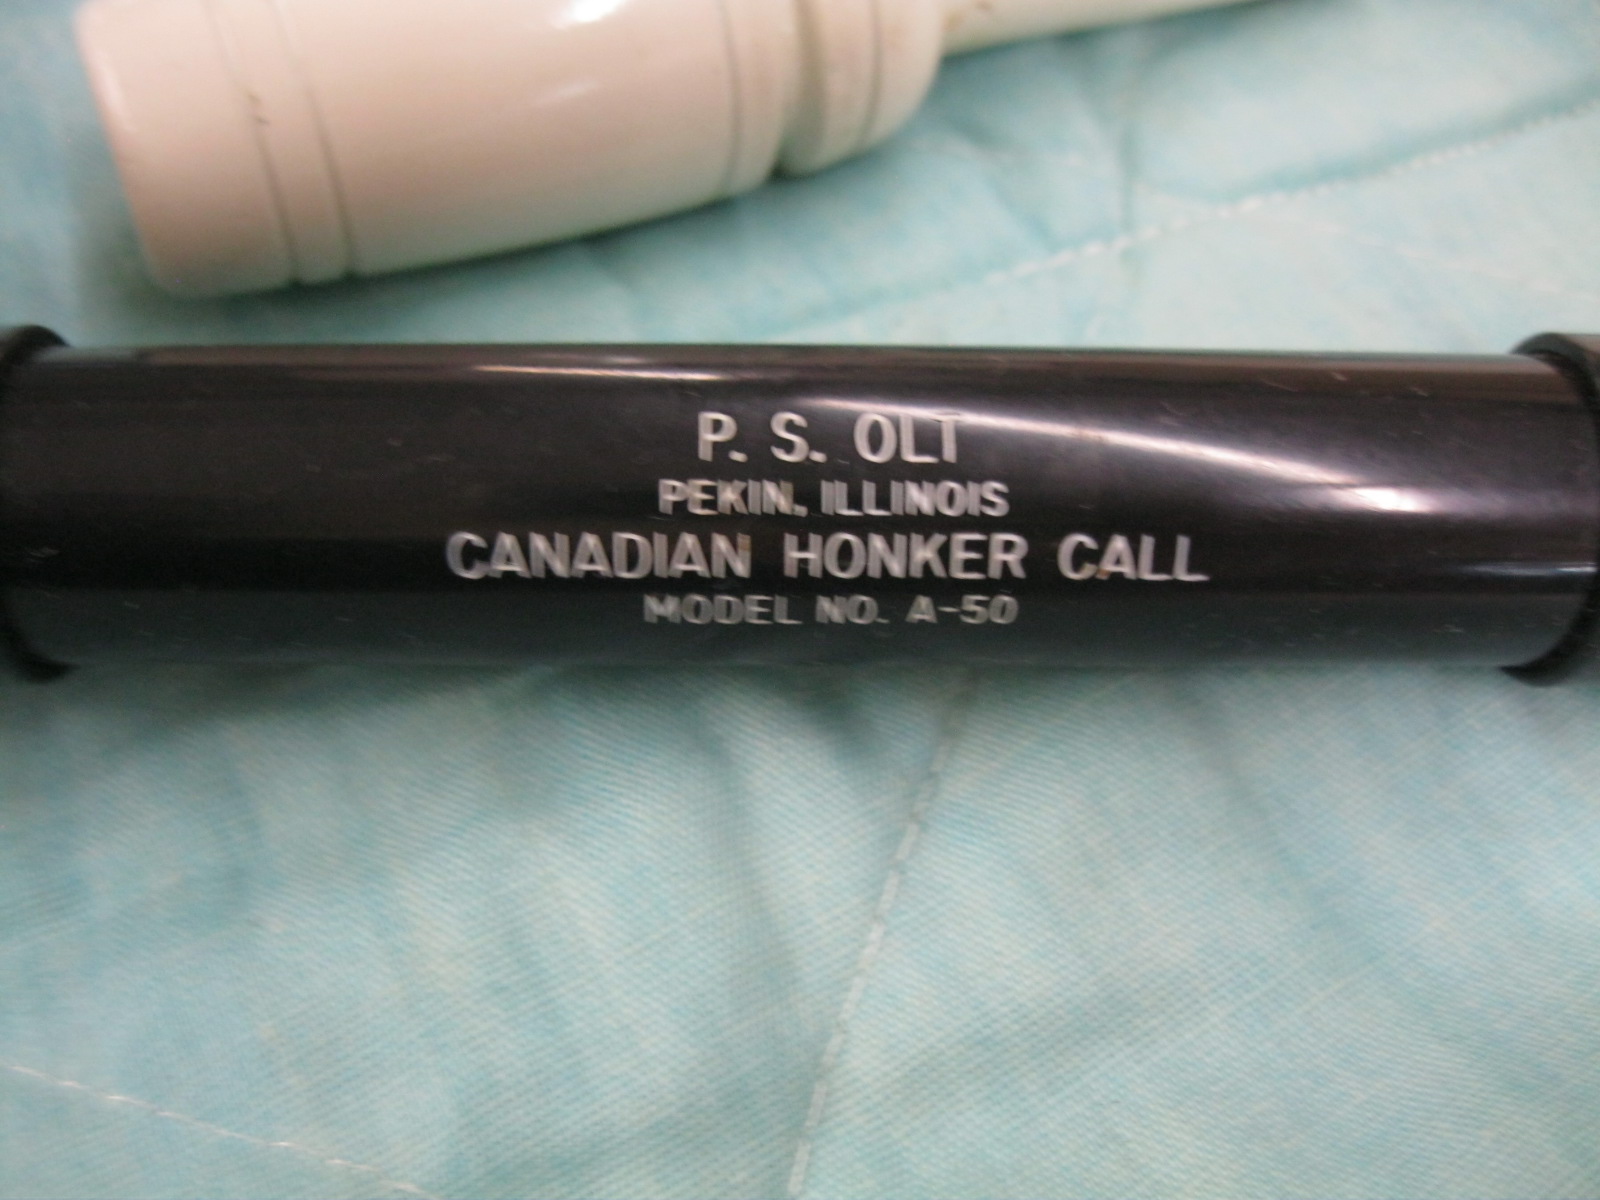 P. S. OLT
PEKIN, ILLINOIS
CANADIAN HONKER CALL
MODEL NO. A-50